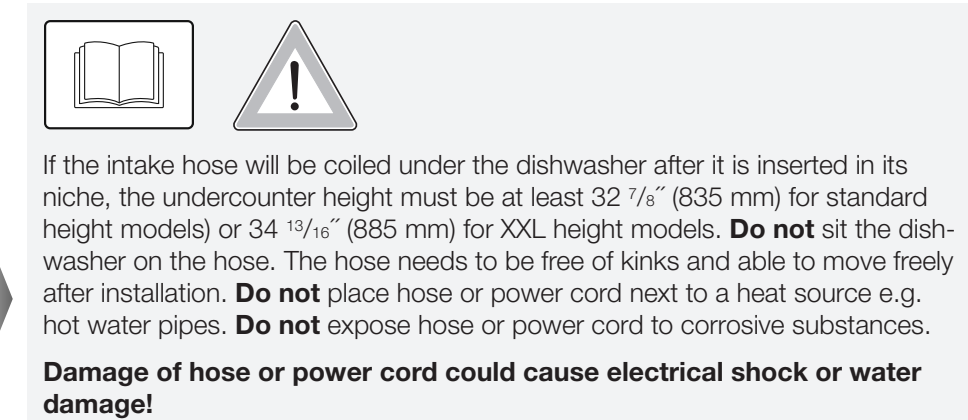 If the intake hose will be coiled under the dishwasher after it is inserted in its
niche, the undercounter height must be at least 32 ⁷/₈˝ (835 mm) for standard
height models) or 34 ¹³/₁₆˝ (885 mm) for XXL height models. Do not sit the dish-
washer on the hose. The hose needs to be free of kinks and able to move freely
after installation. Do not place hose or power cord next to a heat source e.g.
hot water pipes. Do not expose hose or power cord to corrosive substances.
Damage of hose or power cord could cause electrical shock or water
damage!